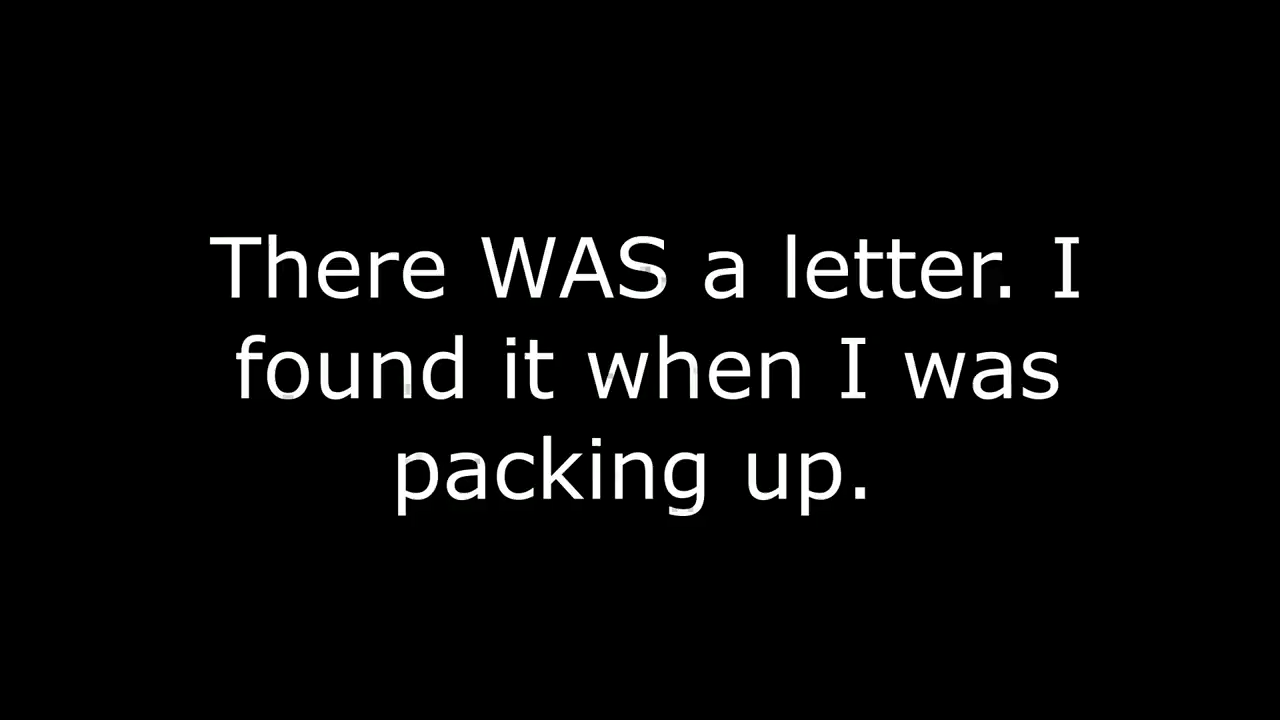 There WAS a letter. I
found it when I was
packing up.